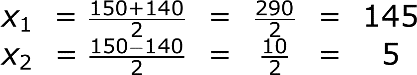 x₁ = (150+140)/2 = 290/2 = 145
x₂ = (150−140)/2 = 10/2 = 5